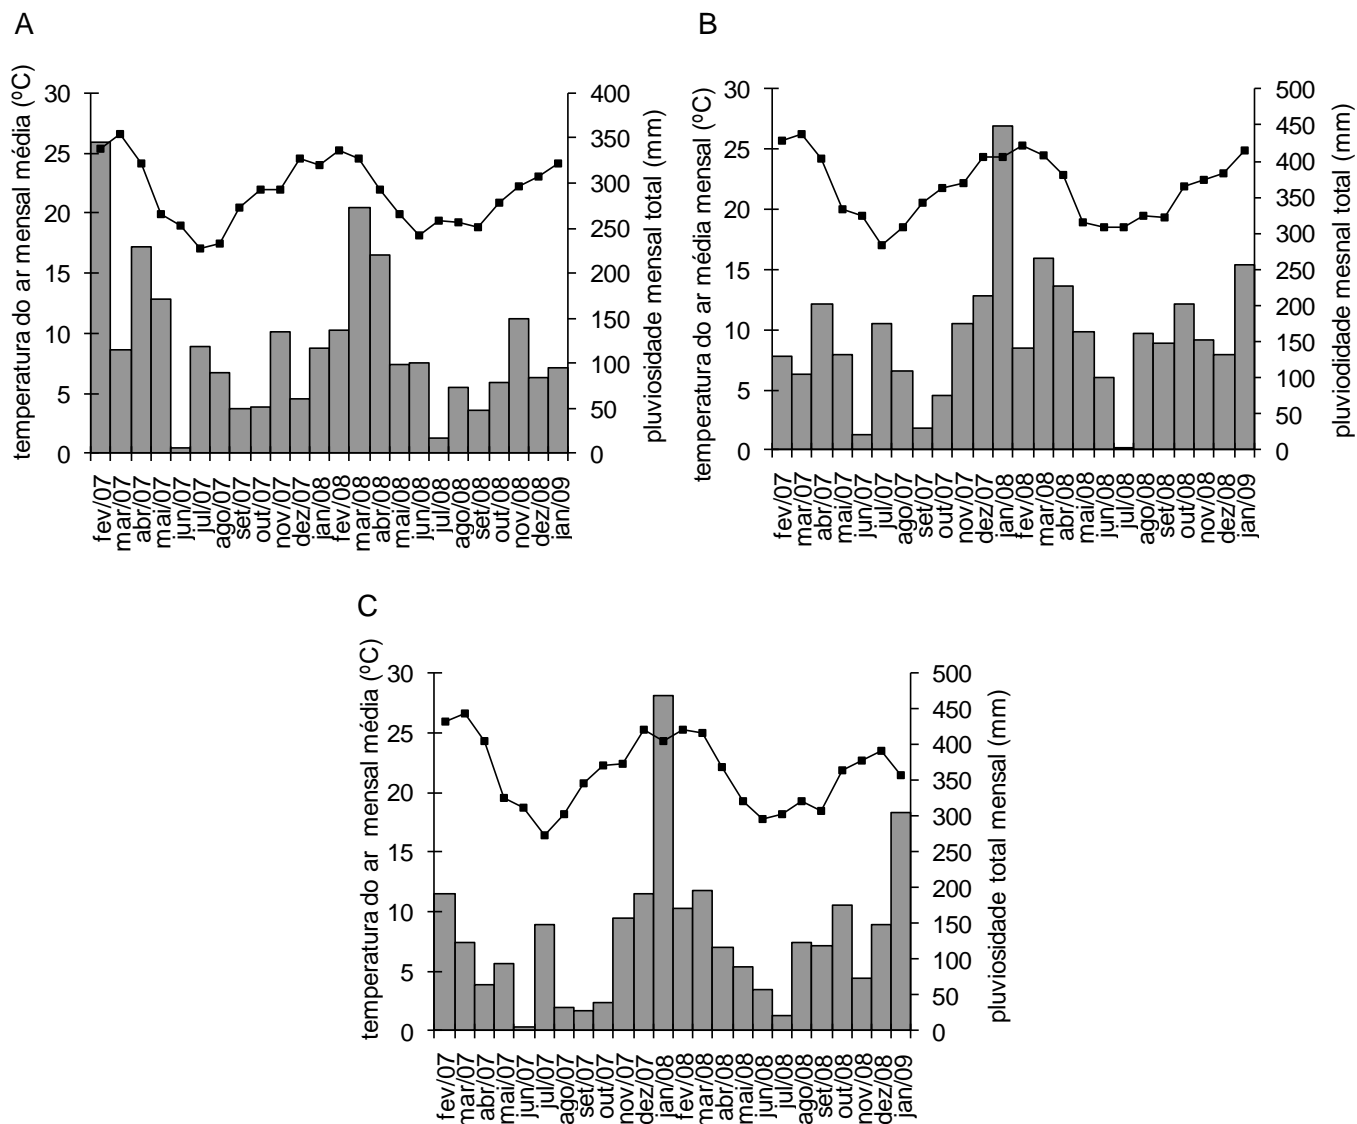 A
temperatura do ar mensal média (ºC)
30
25
20
15
10
5
0
400
350
300
250
200
150
100
50
0
pluviosidade mensal total (mm)
fev/07
mar/07
abr/07
mai/07
jun/07
jul/07
ago/07
set/07
out/07
nov/07
dez/07
jan/08
fev/08
mar/08
abr/08
mai/08
jun/08
jul/08
ago/08
set/08
out/08
nov/08
dez/08
jan/09
B
temperatura do ar média mensal (ºC)
30
25
20
15
10
5
0
500
450
400
350
300
250
200
150
100
50
0
pluviodidade mesnal total (mm)
fev/07
mar/07
abr/07
mai/07
jun/07
jul/07
ago/07
set/07
out/07
nov/07
dez/07
jan/08
fev/08
mar/08
abr/08
mai/08
jun/08
jul/08
ago/08
set/08
out/08
nov/08
dez/08
jan/09
C
temperatura do ar mensal média (ºC)
30
25
20
15
10
5
0
500
450
400
350
300
250
200
150
100
50
0
pluviosidade total mensal (mm)
fev/07
mar/07
abr/07
mai/07
jun/07
jul/07
ago/07
set/07
out/07
nov/07
dez/07
jan/08
fev/08
mar/08
abr/08
mai/08
jun/08
jul/08
ago/08
set/08
out/08
nov/08
dez/08
jan/09